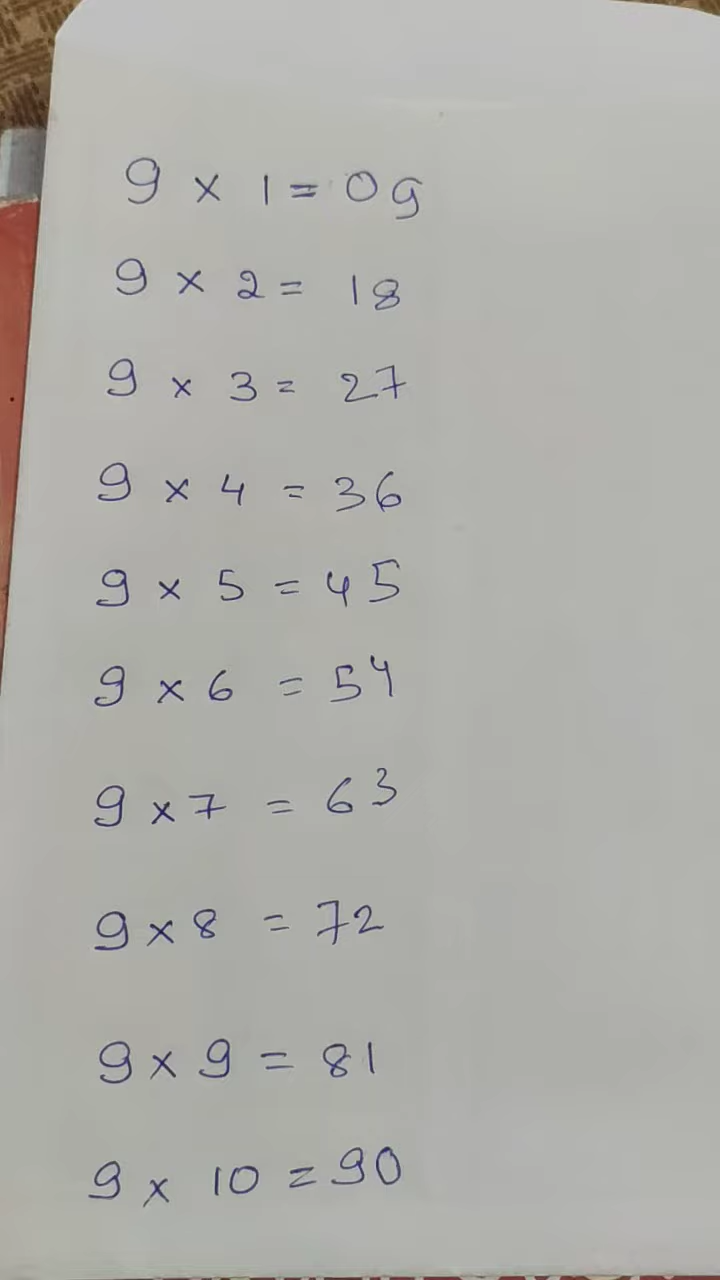 9 × 1 = 09
9 × 2 = 18
9 × 3 = 27
9 × 4 = 36
9 × 5 = 45
9 × 6 = 54
9 × 7 = 63
9 × 8 = 72
9 × 9 = 81
9 × 10 = 90